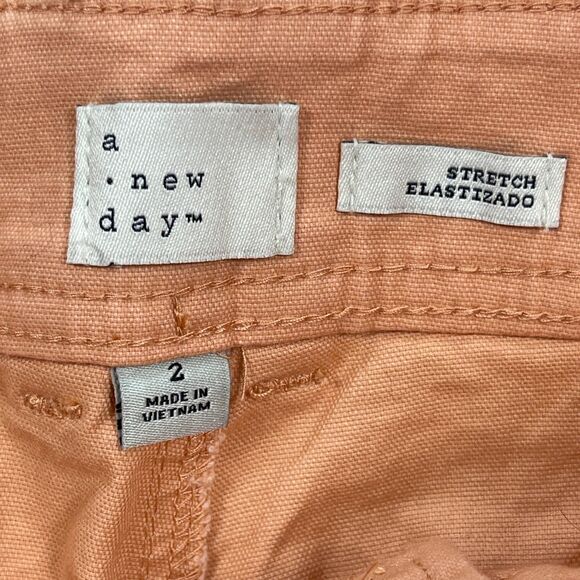 a
· new
day™
STRETCH
ELASTIZADO
2
MADE IN
VIETNAM